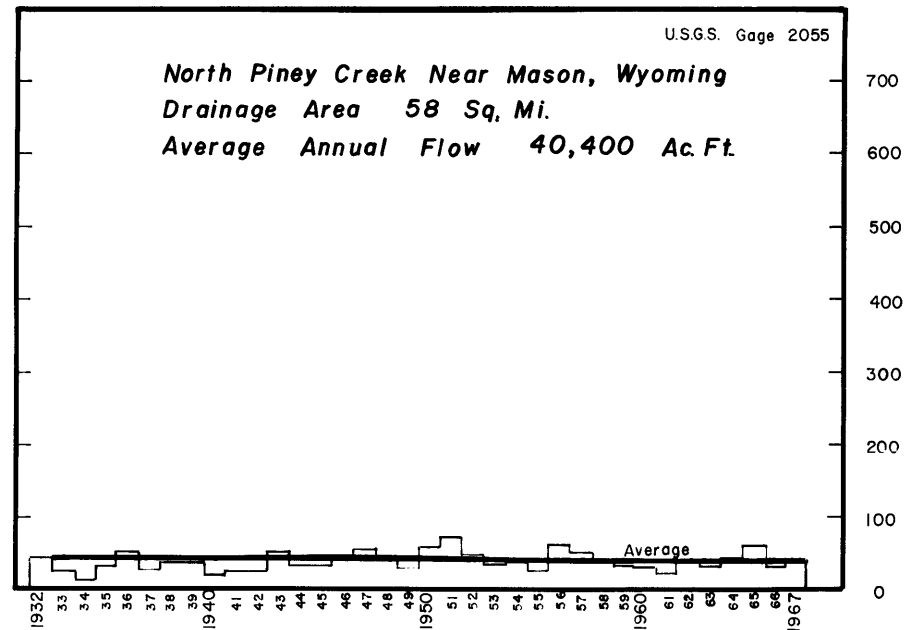 U.S.G.S. Gage 2055
North Piney Creek Near Mason, Wyoming
Drainage Area 58 Sq. Mi.
Average Annual Flow 40,400 Ac. Ft.
700
600
500
400
300
200
100
0
Average
1932 33 34 35 36 37 38 39 1940 41 42 43 44 45 46 47 48 49 1950 51 52 53 54 55 56 57 58 59 1960 61 62 63 64 65 66 1967